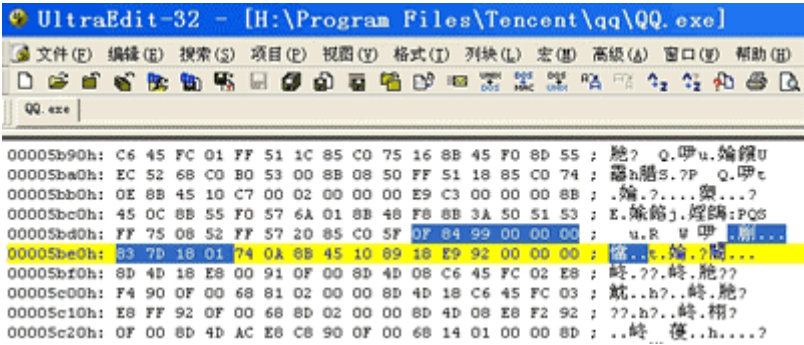 UltraEdit-32 - [H:\Program Files\Tencent\qq\QQ.exe]
文件(F) 编辑(E) 搜索(S) 项目(P) 视图(V) 格式(T) 列块(L) 宏(M) 高级(A) 窗口(W) 帮助(H)
QQ.exe
00005b90h: C6 45 FC 01 FF 51 1C 85 C0 75 16 8B 45 F0 8D 55 ;
00005ba0h: EC 52 68 C0 B0 53 00 8B 08 50 FF 51 18 85 C0 74 ;
00005bb0h: 0E 8B 45 10 C7 00 02 00 00 00 E9 C3 00 00 00 8B ;
00005bc0h: 45 0C 8B 55 F0 57 6A 01 8B 48 F8 8B 3A 50 51 53 ;
00005bd0h: FF 75 08 52 FF 57 20 85 C0 5F 0F 84 99 00 00 00 ;
00005be0h: 83 7D 18 01 74 0A 8B 45 10 89 18 E9 92 00 00 00 ;
00005bf0h: 8D 4D 18 E8 00 91 0F 00 8D 4D 08 C6 45 FC 02 E8 ;
00005c00h: F4 90 0F 00 68 81 02 00 00 8D 4D 18 C6 45 FC 03 ;
00005c10h: E8 FF 92 0F 00 68 8D 02 00 00 8D 4D 08 E8 F2 92 ;
00005c20h: 0F 00 8D 4D AC E8 C8 90 0F 00 68 14 01 00 00 8D ;